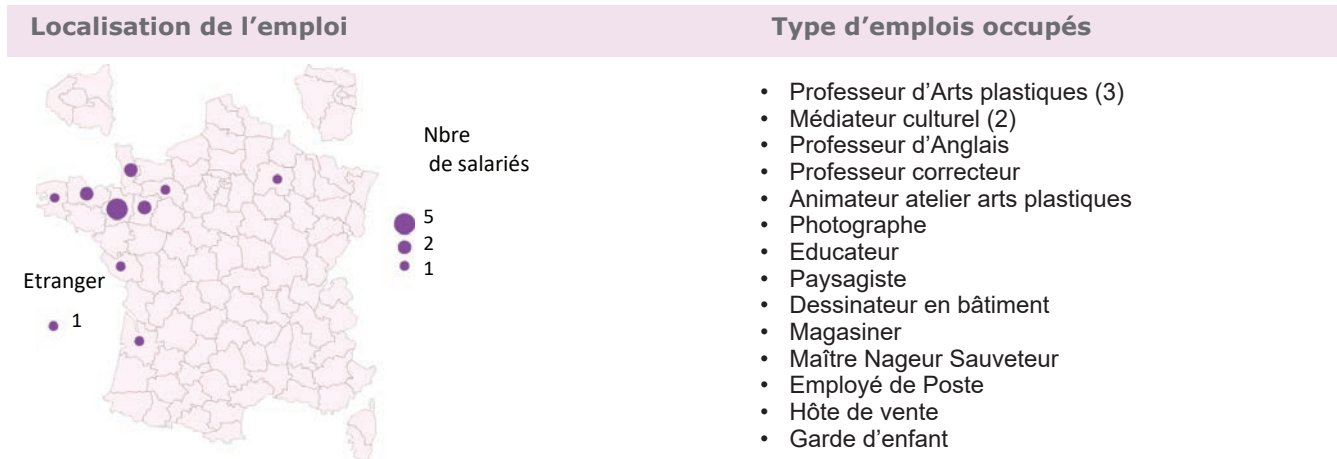 Localisation de l’emploi
Type d’emplois occupés
Nbre
de salariés
5
2
1
Etranger
1
• Professeur d’Arts plastiques (3)
• Médiateur culturel (2)
• Professeur d’Anglais
• Professeur correcteur
• Animateur atelier arts plastiques
• Photographe
• Educateur
• Paysagiste
• Dessinateur en bâtiment
• Magasiner
• Maître Nageur Sauveteur
• Employé de Poste
• Hôte de vente
• Garde d’enfant